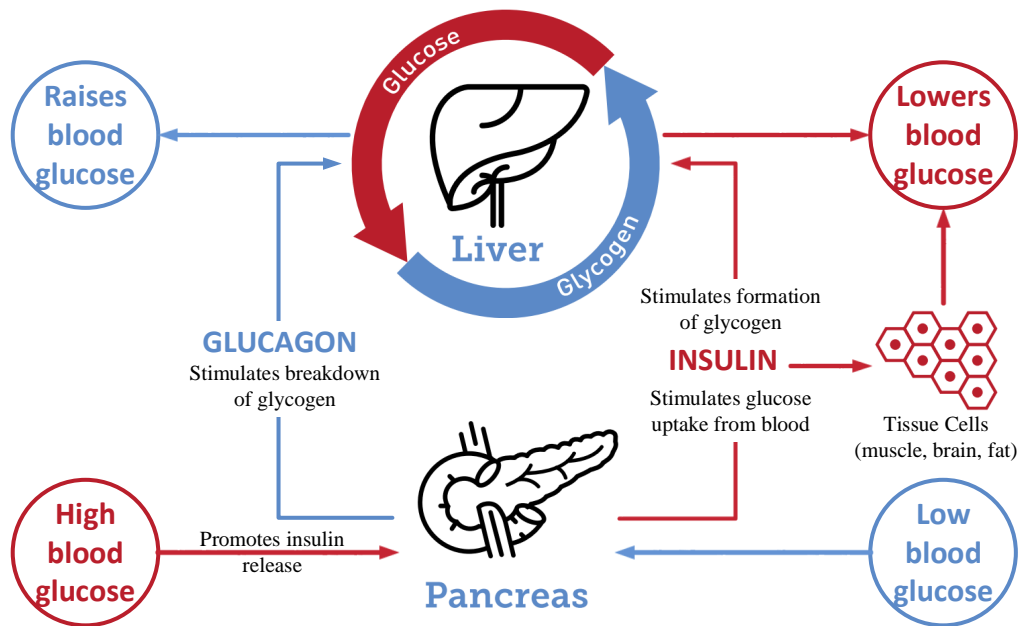 Glucose
Raises
blood
glucose
Lowers
blood
glucose
Liver
Glycogen
Stimulates formation
of glycogen
GLUCAGON
Stimulates breakdown
of glycogen
INSULIN
Stimulates glucose
uptake from blood
Tissue Cells
(muscle, brain, fat)
High
blood
glucose
Promotes insulin
release
Low
blood
glucose
Pancreas